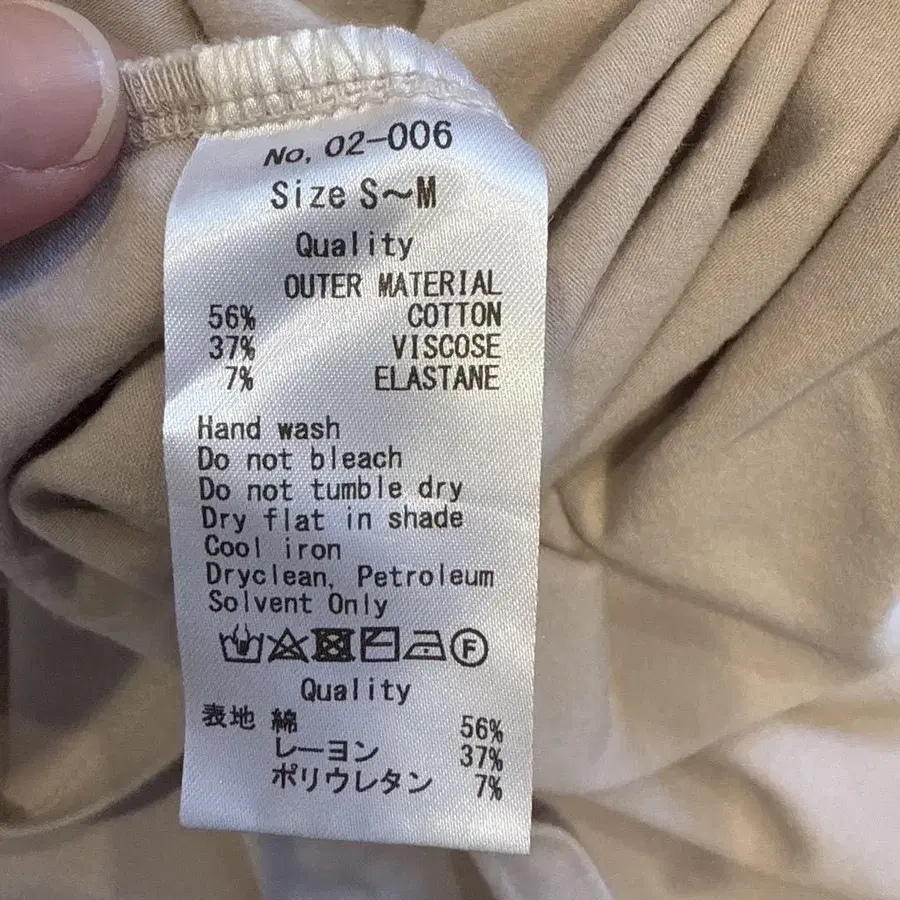 No, 02-006
Size S～M
Quality
OUTER MATERIAL
56% COTTON
37% VISCOSE
7% ELASTANE
Hand wash
Do not bleach
Do not tumble dry
Dry flat in shade
Cool iron
Dryclean, Petroleum
Solvent Only
F
Quality
表地 綿 56%
レーヨン 37%
ポリウレタン 7%